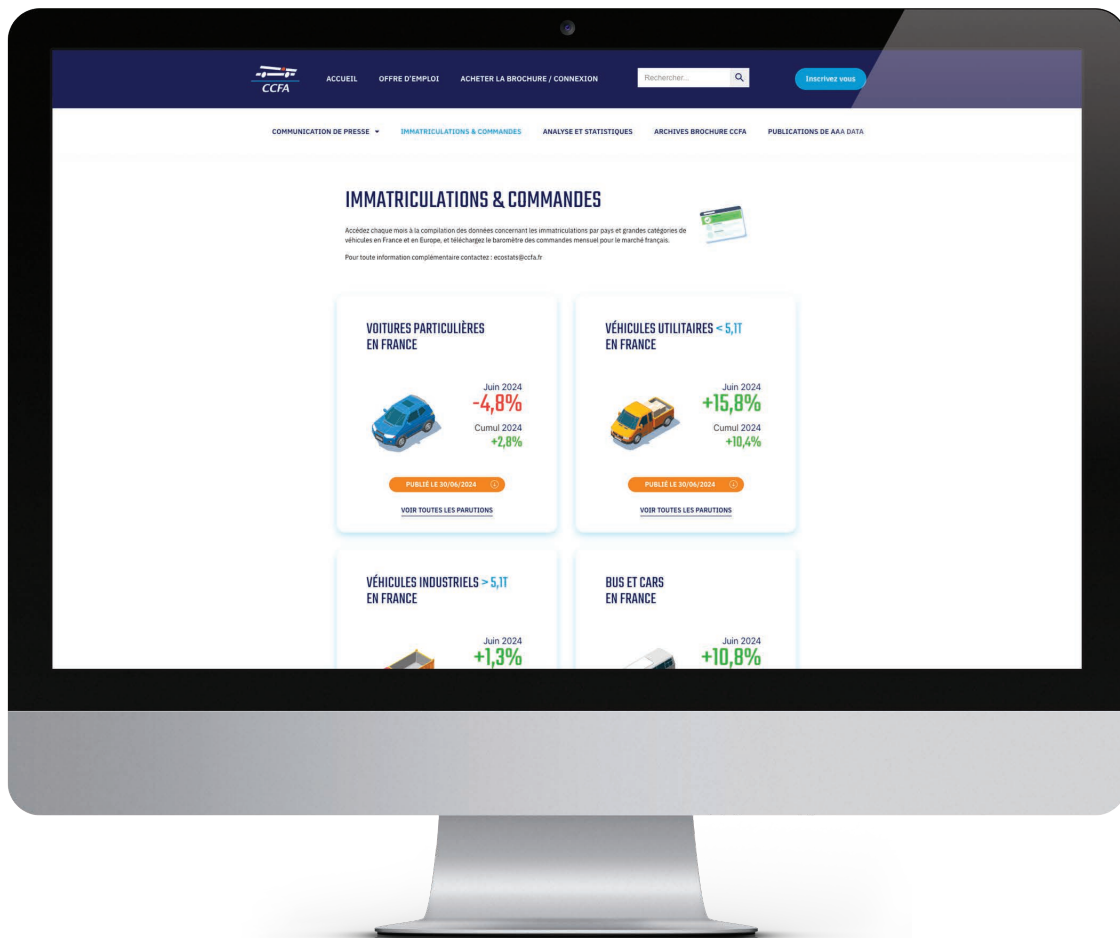 CCFA
ACCUEIL
OFFRE D'EMPLOI
ACHETER LA BROCHURE / CONNEXION
Rechercher...
Inscrivez vous
COMMUNICATION DE PRESSE
IMMATRICULATIONS & COMMANDES
ANALYSE ET STATISTIQUES
ARCHIVES BROCHURE CCFA
PUBLICATIONS DE AAA DATA
IMMATRICULATIONS & COMMANDES
Accédez chaque mois à la compilation des données concernant les immatriculations par pays et grandes catégories de
véhicules en France et en Europe, et téléchargez le baromètre des commandes mensuel pour le marché français.
Pour toute information complémentaire contactez : ecostats@ccfa.fr
VOITURES PARTICULIÈRES
EN FRANCE
Juin 2024
-4,8%
Cumul 2024
+2,8%
PUBLIÉ LE 30/06/2024
VOIR TOUTES LES PARUTIONS
VÉHICULES UTILITAIRES < 5,1T
EN FRANCE
Juin 2024
+15,8%
Cumul 2024
+10,4%
PUBLIÉ LE 30/06/2024
VOIR TOUTES LES PARUTIONS
VÉHICULES INDUSTRIELS > 5,1T
EN FRANCE
Juin 2024
+1,3%
BUS ET CARS
EN FRANCE
Juin 2024
+10,8%